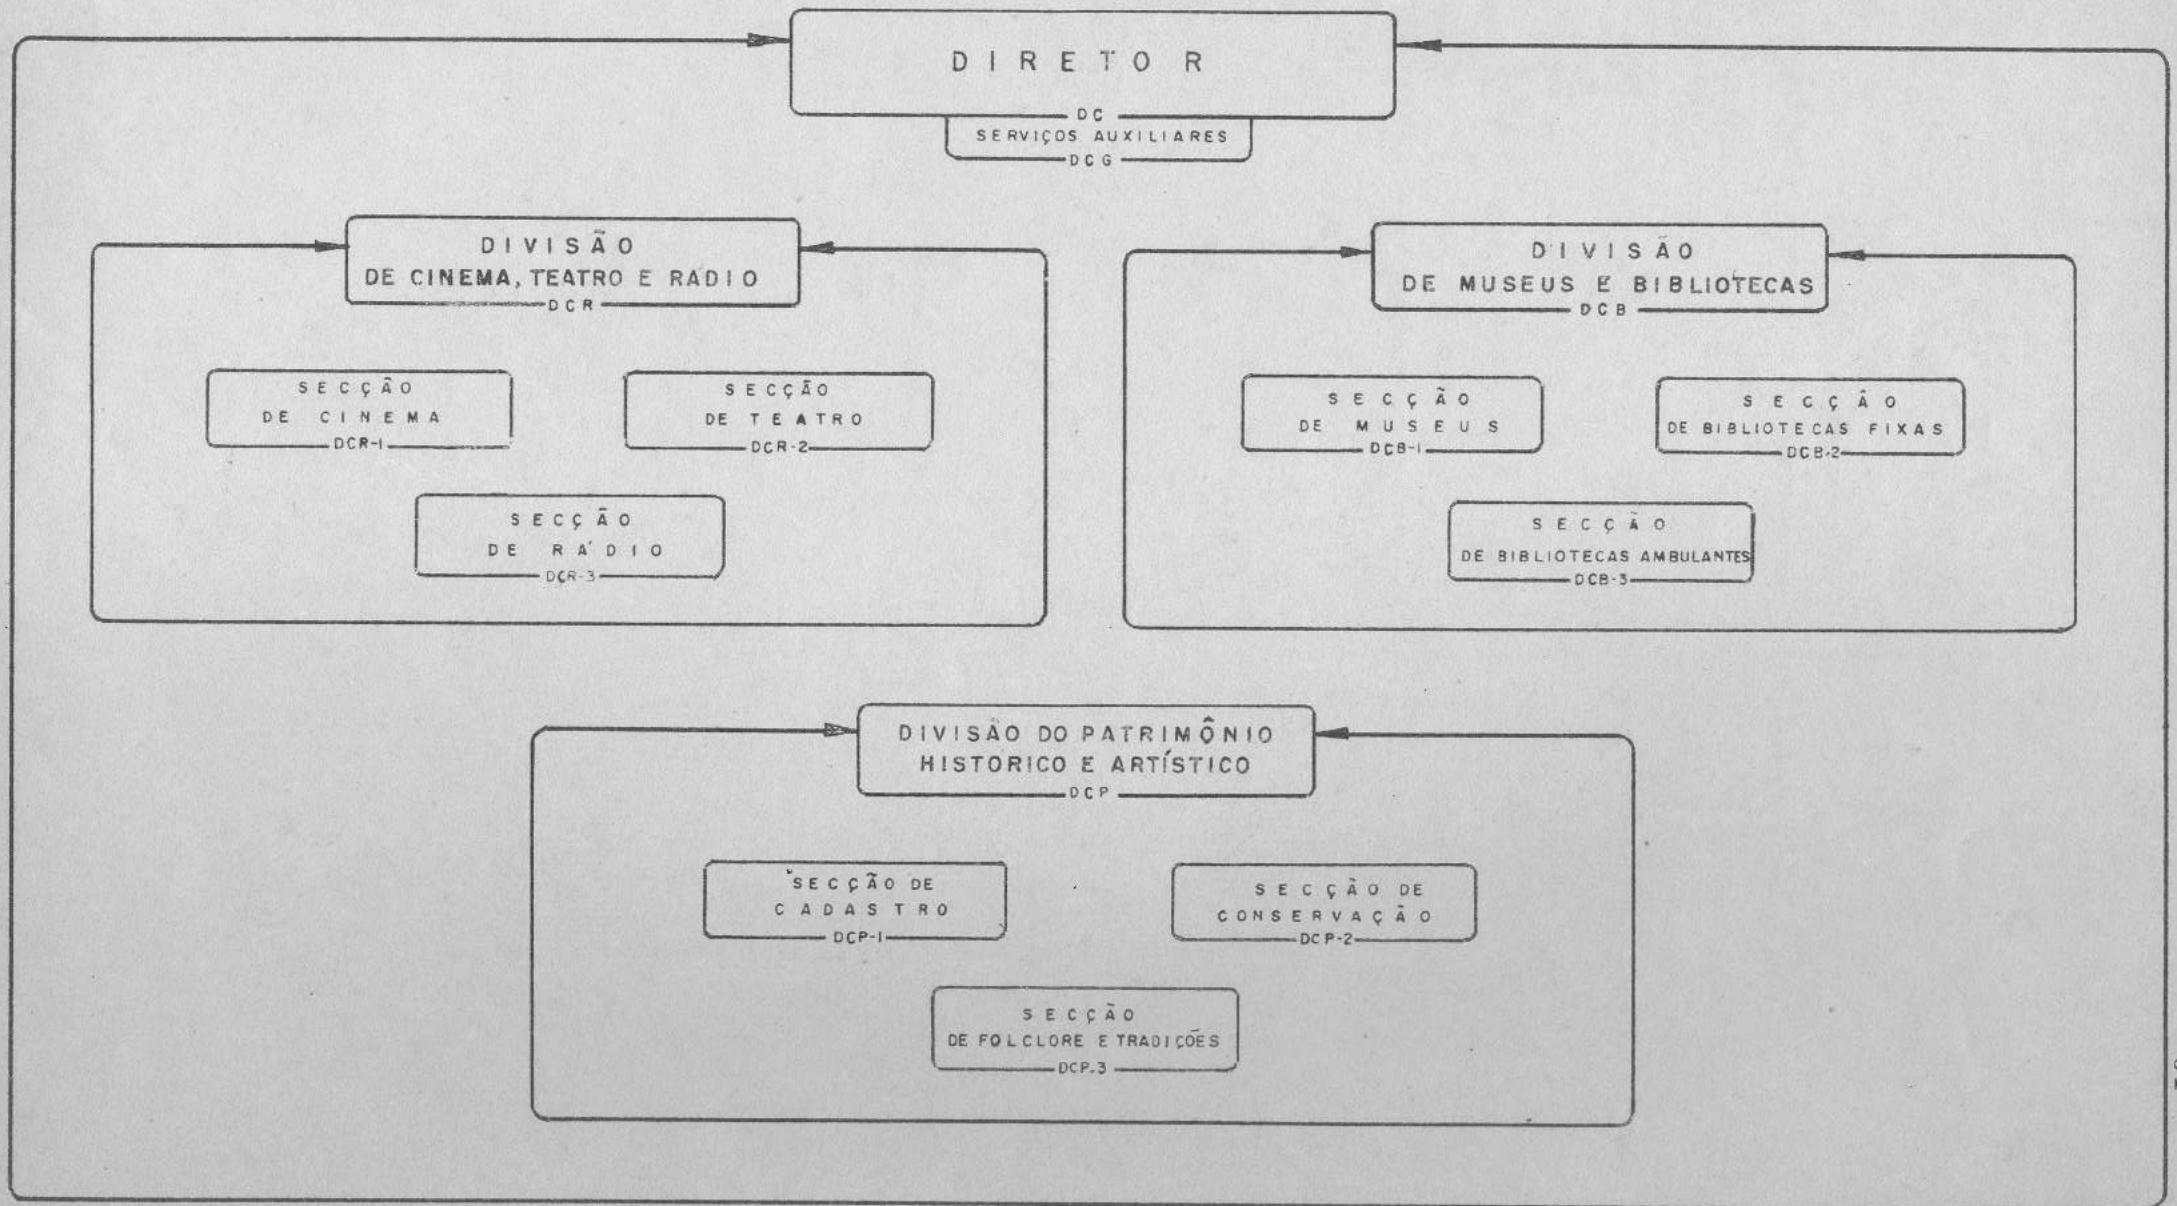 DIRETOR
DC
SERVIÇOS AUXILIARES
DCG
DIVISÃO
DE CINEMA, TEATRO E RADIO
DCR
DIVISÃO
DE MUSEUS E BIBLIOTECAS
DCB
SECÇÃO
DE CINEMA
DCR-1
SECÇÃO
DE TEATRO
DCR-2
SECÇÃO
DE RÁDIO
DCR-3
SECÇÃO
DE MUSEUS
DCB-1
SECÇÃO
DE BIBLIOTECAS FIXAS
DCB-2
SECÇÃO
DE BIBLIOTECAS AMBULANTES
DCB-3
DIVISÃO DO PATRIMÔNIO
HISTORICO E ARTÍSTICO
DCP
SECÇÃO DE
CADASTRO
DCP-1
SECÇÃO DE
CONSERVAÇÃO
DCP-2
SECÇÃO
DE FOLCLORE E TRADIÇÕES
DCP.3